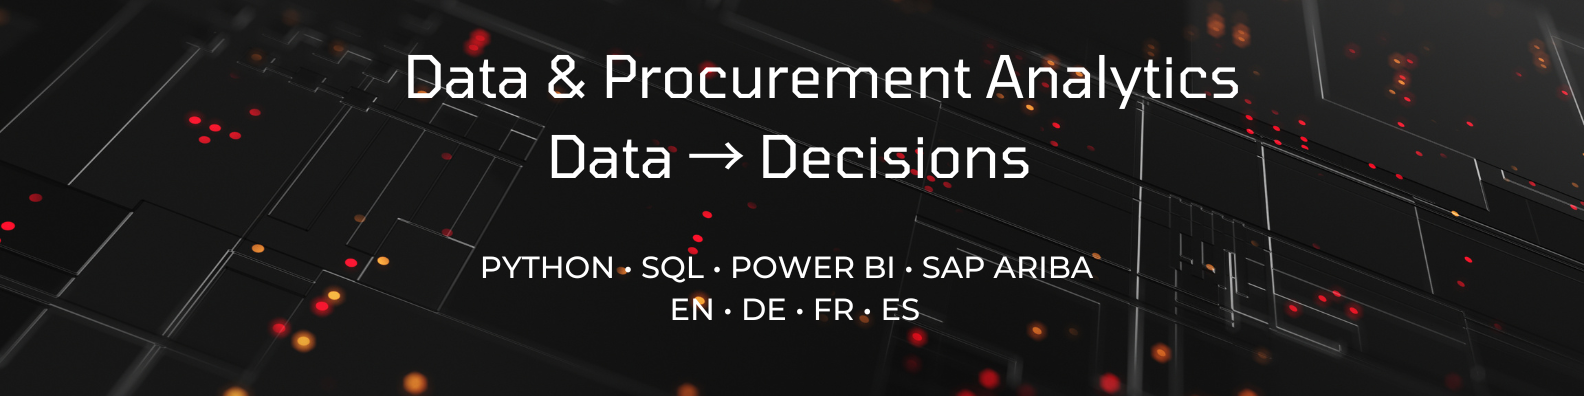 Data & Procurement Analytics
Data → Decisions
PYTHON • SQL • POWER BI • SAP ARIBA
EN • DE • FR • ES